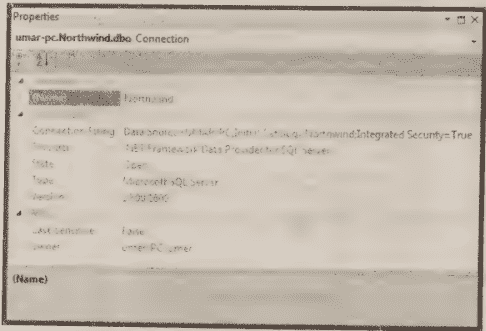 Properties
umar-pc.Northwind.dbo Connection
Northwind
Connection String Data Source= Initial Catalog=Northwind;Integrated Security=True
Provider .NET Framework Data Provider for SQL Server
State Open
Type Microsoft SQL Server
Version
Case Sensitive False
Owner umar-PC\umar
(Name)